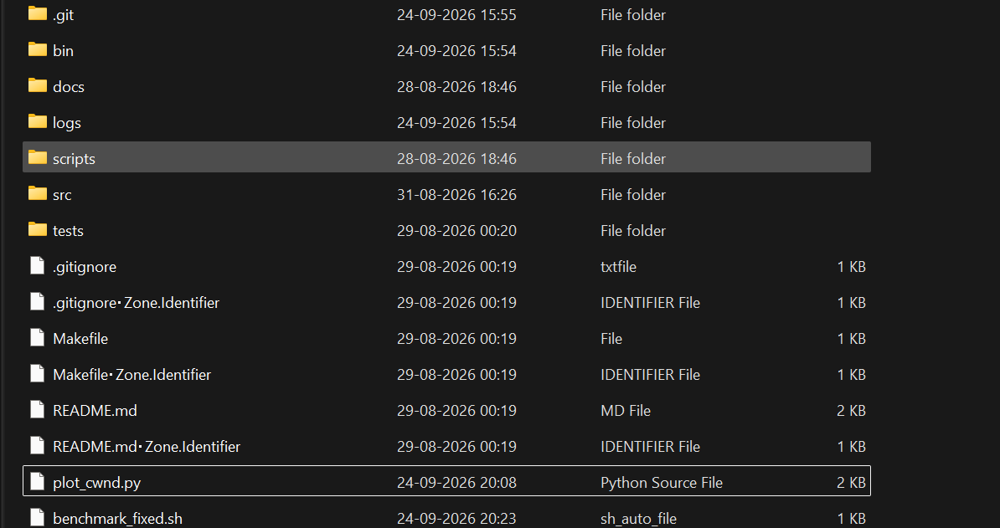 .git 24-09-2026 15:55 File folder
bin 24-09-2026 15:54 File folder
docs 28-08-2026 18:46 File folder
logs 24-09-2026 15:54 File folder
scripts 28-08-2026 18:46 File folder
src 31-08-2026 16:26 File folder
tests 29-08-2026 00:20 File folder
.gitignore 29-08-2026 00:19 txtfile 1 KB
.gitignore·Zone.Identifier 29-08-2026 00:19 IDENTIFIER File 1 KB
Makefile 29-08-2026 00:19 File 1 KB
Makefile·Zone.Identifier 29-08-2026 00:19 IDENTIFIER File 1 KB
README.md 29-08-2026 00:19 MD File 2 KB
README.md·Zone.Identifier 29-08-2026 00:19 IDENTIFIER File 1 KB
plot_cwnd.py 24-09-2026 20:08 Python Source File 2 KB
benchmark_fixed.sh 24-09-2026 20:23 sh_auto_file 1 KB